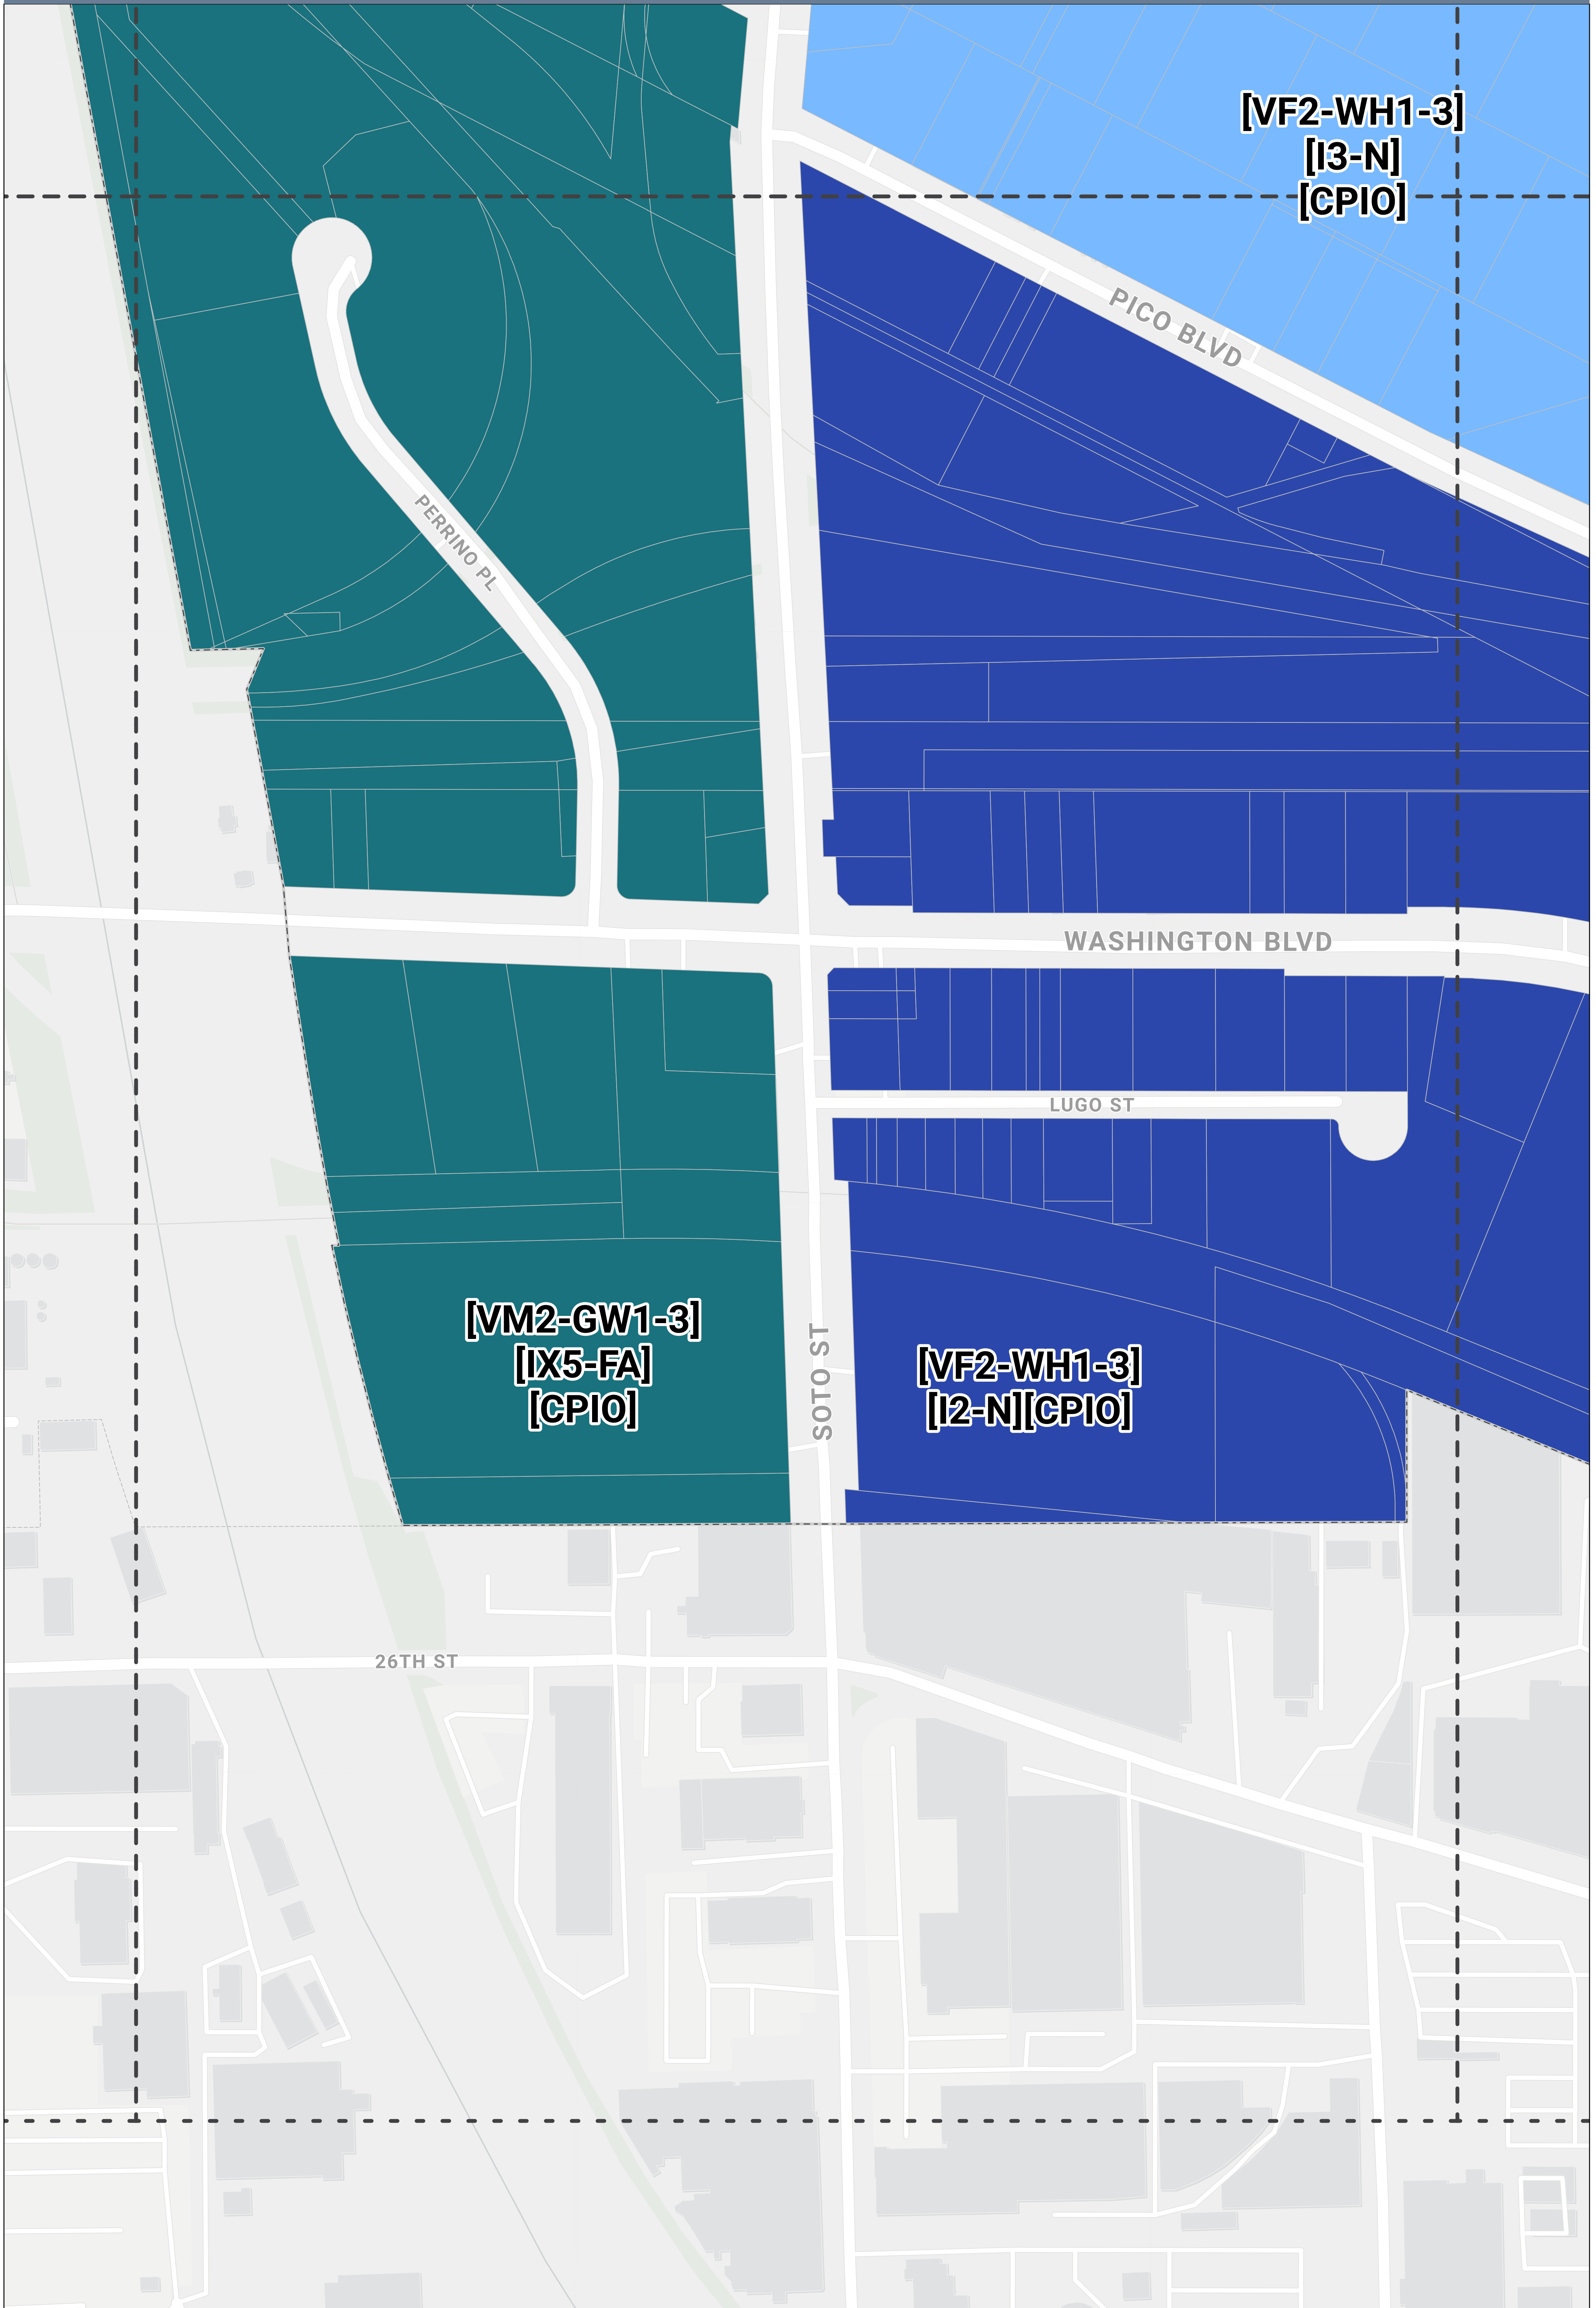 [VF2-WH1-3]
[I3-N]
[CPIO]
PICO BLVD
PERRINO PL
WASHINGTON BLVD
LUGO ST
[VM2-GW1-3]
[IX5-FA]
[CPIO]
SOTO ST
[VF2-WH1-3]
[I2-N][CPIO]
26TH ST